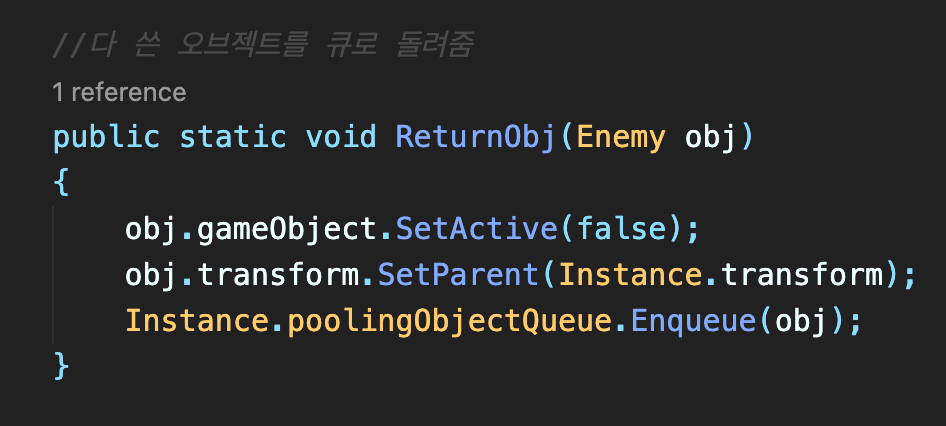 //다 쓴 오브젝트를 큐로 돌려줌
1 reference
public static void ReturnObj(Enemy obj)
{
obj.gameObject.SetActive(false);
obj.transform.SetParent(Instance.transform);
Instance.poolingObjectQueue.Enqueue(obj);
}